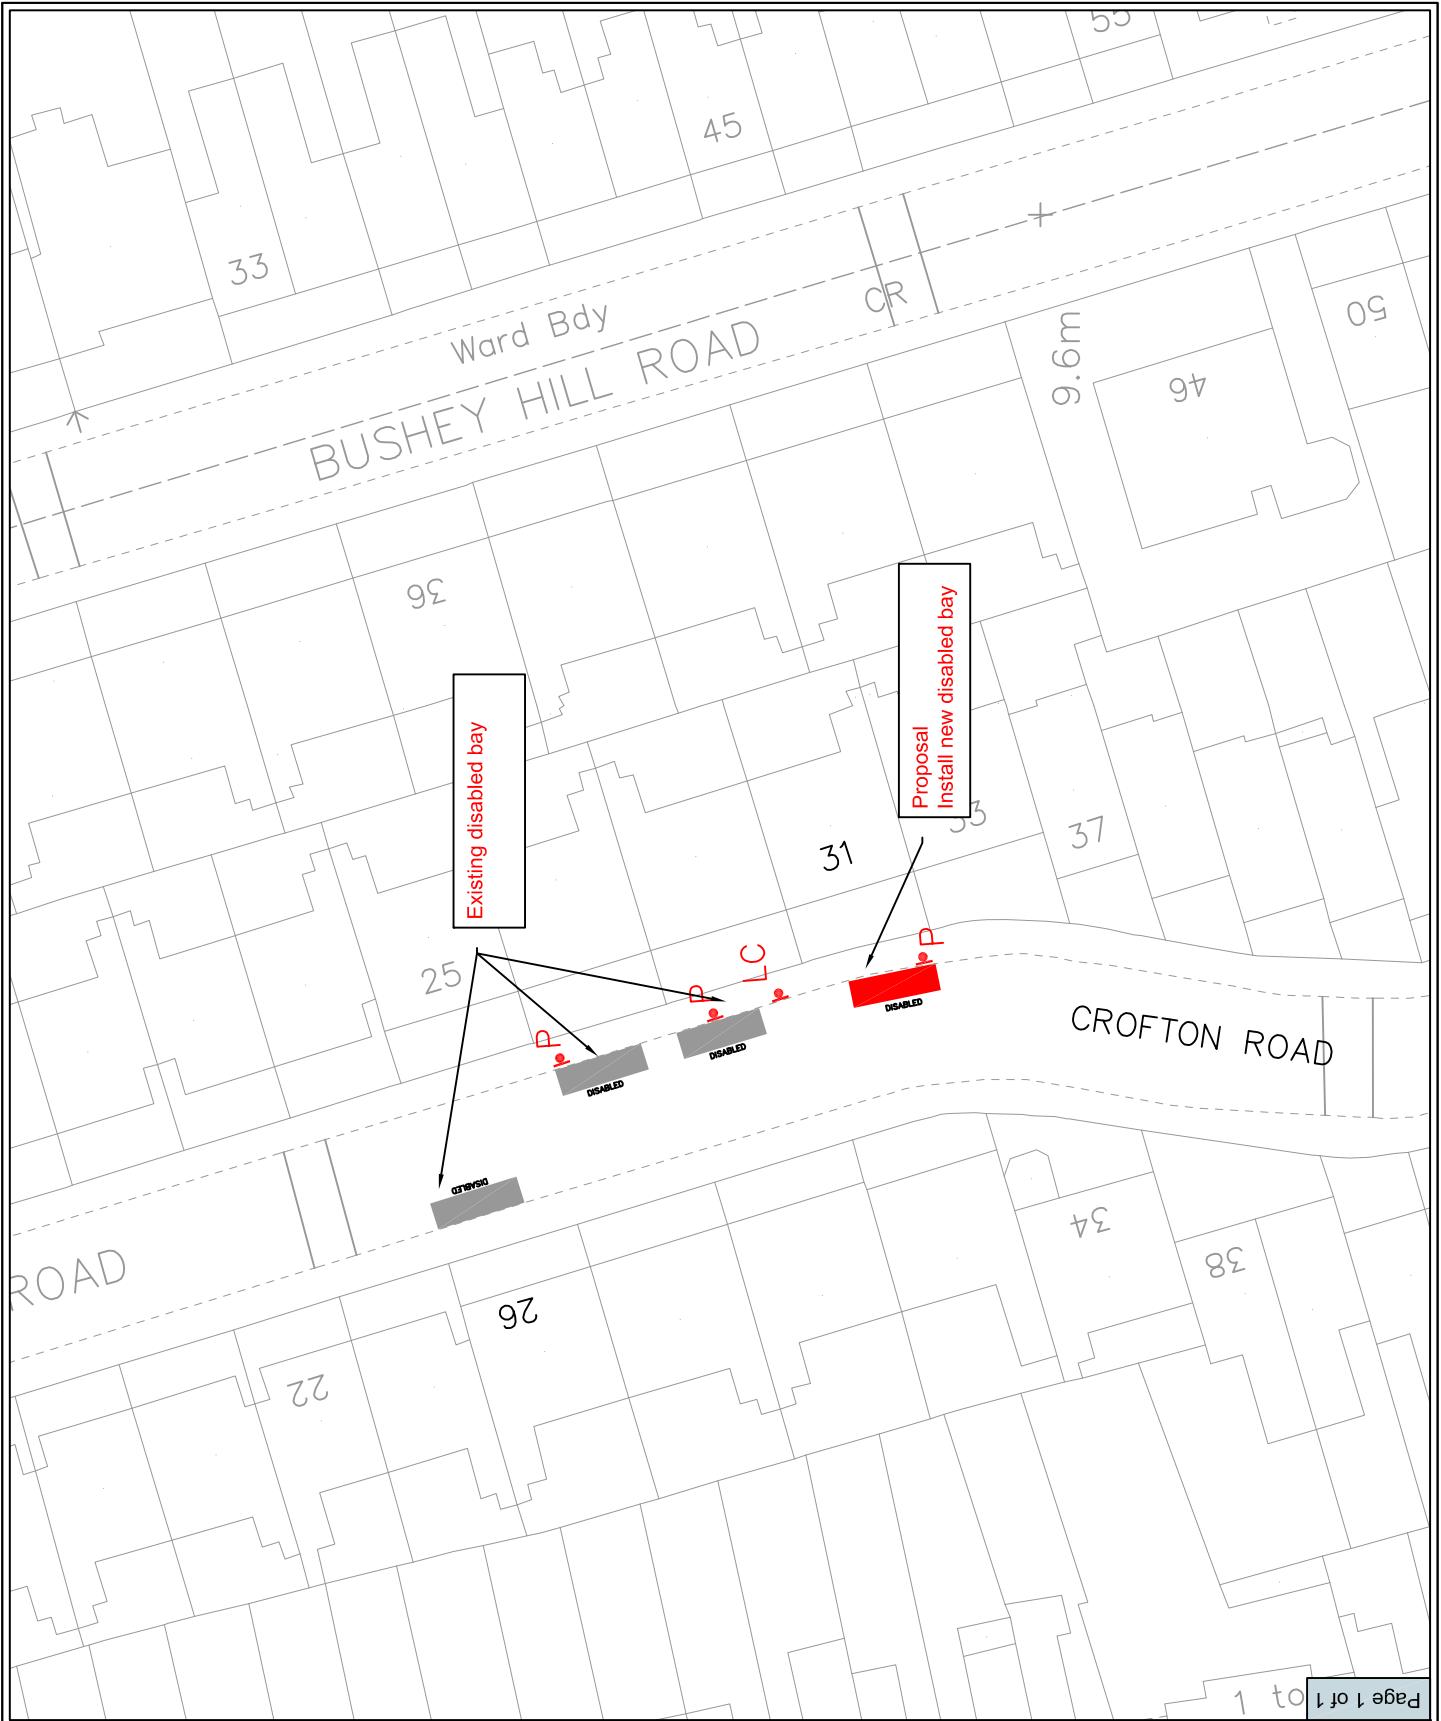 55
45
33
Ward Bdy
BUSHEY HILL ROAD
CR
9.6m
50
46
36
Existing disabled bay
Proposal
Install new disabled bay
33
37
31
25
P
P
LC
P
DISABLED
DISABLED
DISABLED
DISABLED
CROFTON ROAD
ROAD
26
22
34
38
1 to
Page 1 of 1